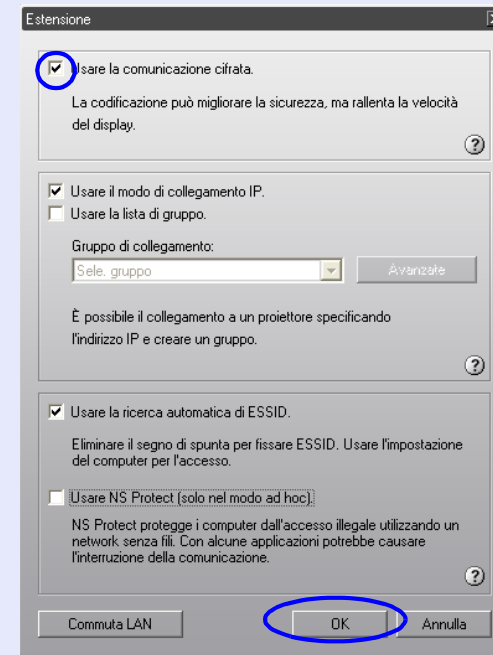 Estensione
Usare la comunicazione cifrata.
La codificazione può migliorare la sicurezza, ma rallenta la velocità
del display.
?
Usare il modo di collegamento IP.
Usare la lista di gruppo.
Gruppo di collegamento:
Sele. gruppo
Avanzate
È possibile il collegamento a un proiettore specificando
l'indirizzo IP e creare un gruppo.
?
Usare la ricerca automatica di ESSID.
Eliminare il segno di spunta per fissare ESSID. Usare l'impostazione
del computer per l'accesso.
Usare NS Protect (solo nel modo ad hoc).
NS Protect protegge i computer dall'accesso illegale utilizzando un
network senza fili. Con alcune applicazioni potrebbe causare
l'interruzione della comunicazione.
?
Commuta LAN
OK
Annulla